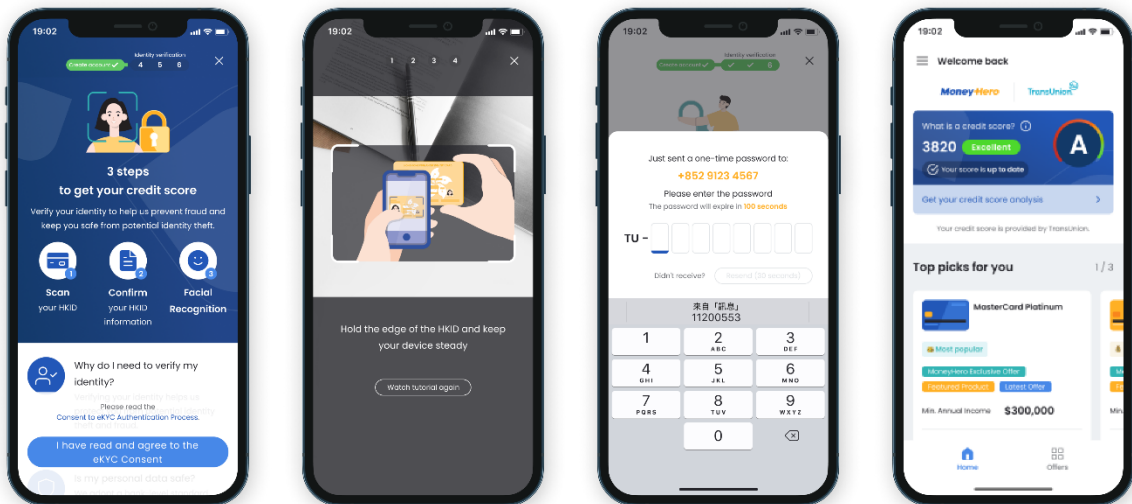 19:02
Identity verification
Create account 4 5 6
3 steps
to get your credit score
Verify your identity to help us prevent fraud and
keep you safe from potential identity theft.
1 2 3
Scan
your HKID
Confirm
your HKID
information
Facial
Recognition
Why do I need to verify my
identity?
Verifying your identity helps us
Please read the
Consent to eKYC Authentication Process.
I have read and agree to the
eKYC Consent
Is my personal data safe?
19:02
1 2 3 4
Hold the edge of the HKID and keep
your device steady
Watch tutorial again
19:02
Identity verification
Create account 6
Just sent a one-time password to:
+852 9123 4567
Please enter the password
The password will expire in 100 seconds
TU -
Didn't receive? Resend (30 seconds)
來自「訊息」
11200553
1 2 3
ABC DEF
4 5 6
GHI JKL MNO
7 8 9
PQRS TUV WXYZ
0
19:02
Welcome back
MoneyHero TransUnion
What is a credit score?
3820 Excellent
A
Your score is up to date
Get your credit score analysis
Your credit score is provided by TransUnion.
Top picks for you 1 / 3
MasterCard Platinum
Most popular
MoneyHero Exclusive Offer
Featured Product Latest Offer
Min. Annual Income $300,000
Home Offers